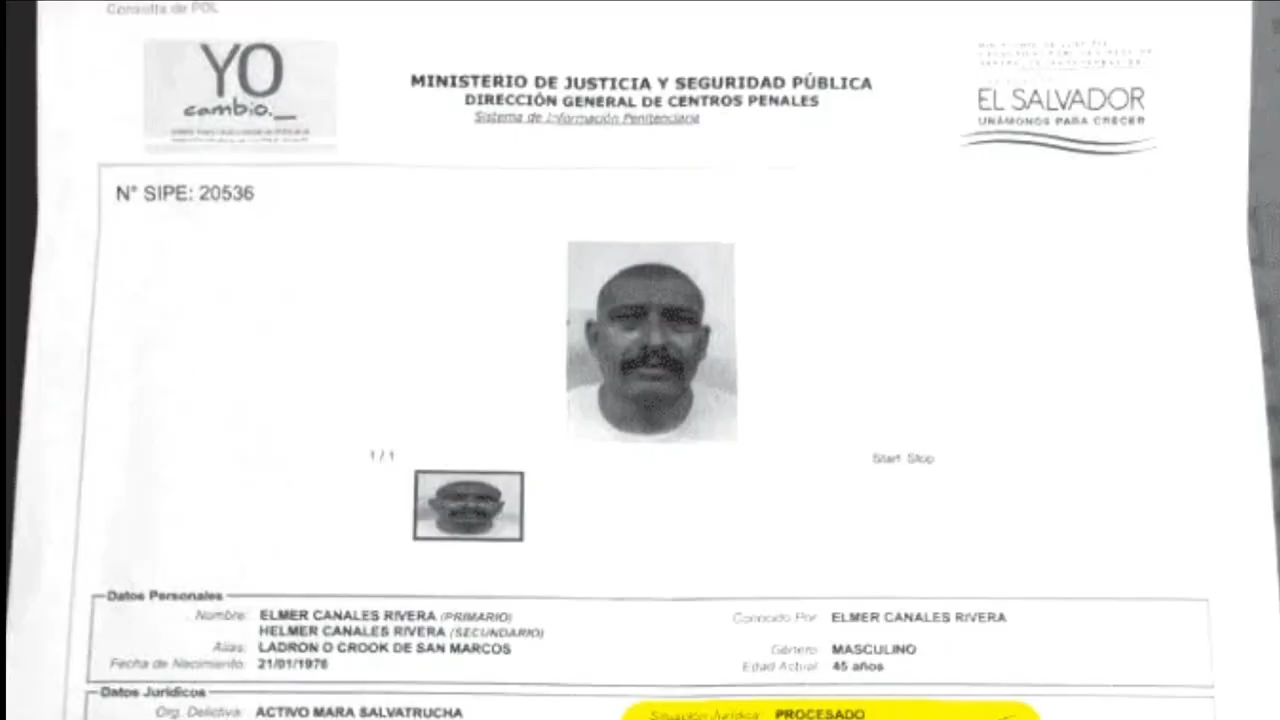 Consulta de PDL
YO
cambio._
MINISTERIO DE JUSTICIA Y SEGURIDAD PÚBLICA
DIRECCIÓN GENERAL DE CENTROS PENALES
Sistema de Información Penitenciaria
EL SALVADOR
UNÁMONOS PARA CRECER
N° SIPE: 20536
1 / 1
Start Stop
Datos Personales
Nombre: ELMER CANALES RIVERA (PRIMARIO) Conocido Por: ELMER CANALES RIVERA
HELMER CANALES RIVERA (SECUNDARIO)
Alias: LADRON O CROOK DE SAN MARCOS Género: MASCULINO
Fecha de Nacimiento: 21/01/1976 Edad Actual: 45 años
Datos Jurídicos
Org. Delictiva: ACTIVO MARA SALVATRUCHA Situación Jurídica: PROCESADO